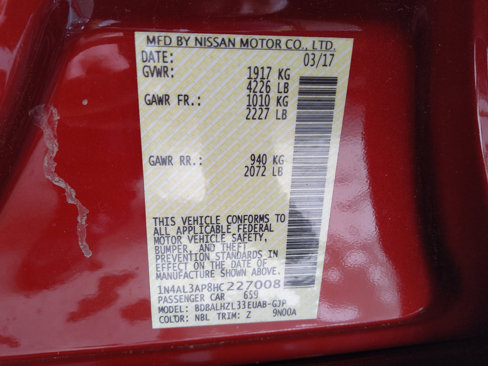 MFD BY NISSAN MOTOR CO., LTD.
DATE: 03/17
GVWR: 1917 KG
4226 LB
GAWR FR.: 1010 KG
2227 LB
GAWR RR.: 940 KG
2072 LB
THIS VEHICLE CONFORMS TO
ALL APPLICABLE FEDERAL
MOTOR VEHICLE SAFETY,
BUMPER, AND THEFT
PREVENTION STANDARDS IN
EFFECT ON THE DATE OF
MANUFACTURE SHOWN ABOVE.
1N4AL3AP8HC227008
PASSENGER CAR 6S9
MODEL: BDBALHZL33EUAB-GJP
COLOR: NBL TRIM: Z 9N00A